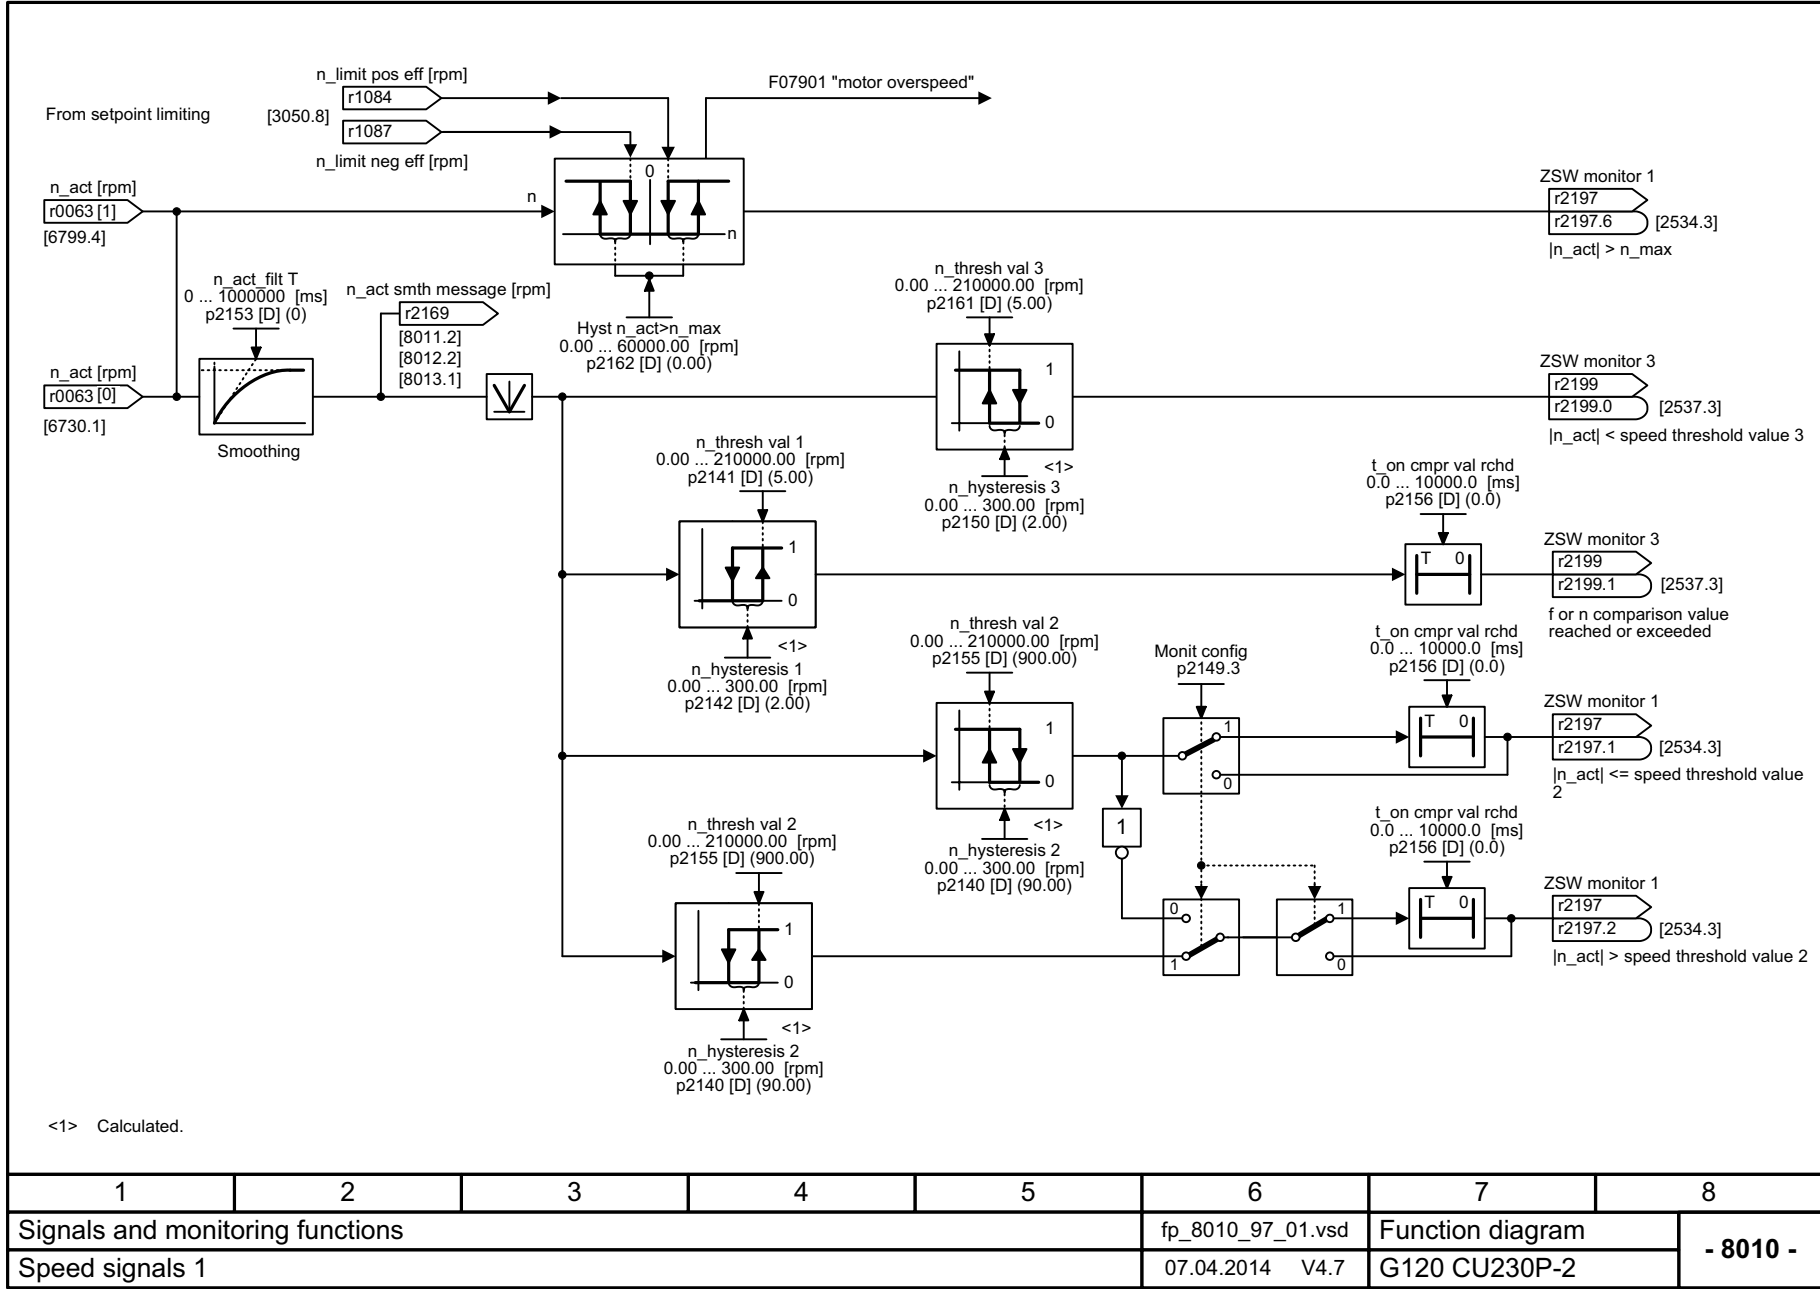 n_limit pos eff [rpm]
r1084
From setpoint limiting
[3050.8]
r1087
n_limit neg eff [rpm]
F07901 "motor overspeed"
n_act [rpm]
r0063 [1]
[6799.4]
n
0
n
ZSW monitor 1
r2197
r2197.6
[2534.3]
|n_act| > n_max
n_act_filt T
0 ... 1000000 [ms]
p2153 [D] (0)
n_act smth message [rpm]
r2169
[8011.2]
[8012.2]
[8013.1]
Hyst n_act>n_max
0.00 ... 60000.00 [rpm]
p2162 [D] (0.00)
n_thresh val 3
0.00 ... 210000.00 [rpm]
p2161 [D] (5.00)
n_act [rpm]
r0063 [0]
[6730.1]
Smoothing
1
0
ZSW monitor 3
r2199
r2199.0
[2537.3]
|n_act| < speed threshold value 3
<1>
n_hysteresis 3
0.00 ... 300.00 [rpm]
p2150 [D] (2.00)
n_thresh val 1
0.00 ... 210000.00 [rpm]
p2141 [D] (5.00)
1
0
<1>
n_hysteresis 1
0.00 ... 300.00 [rpm]
p2142 [D] (2.00)
t_on cmpr val rchd
0.0 ... 10000.0 [ms]
p2156 [D] (0.0)
T 0
ZSW monitor 3
r2199
r2199.1
[2537.3]
f or n comparison value
reached or exceeded
n_thresh val 2
0.00 ... 210000.00 [rpm]
p2155 [D] (900.00)
1
0
<1>
n_hysteresis 2
0.00 ... 300.00 [rpm]
p2140 [D] (90.00)
Monit config
p2149.3
1
0
t_on cmpr val rchd
0.0 ... 10000.0 [ms]
p2156 [D] (0.0)
T 0
ZSW monitor 1
r2197
r2197.1
[2534.3]
|n_act| <= speed threshold value
2
1
n_thresh val 2
0.00 ... 210000.00 [rpm]
p2155 [D] (900.00)
1
0
<1>
n_hysteresis 2
0.00 ... 300.00 [rpm]
p2140 [D] (90.00)
0
1
1
0
t_on cmpr val rchd
0.0 ... 10000.0 [ms]
p2156 [D] (0.0)
T 0
ZSW monitor 1
r2197
r2197.2
[2534.3]
|n_act| > speed threshold value 2
<1> Calculated.
1 2 3 4 5 6 7 8
Signals and monitoring functions
fp_8010_97_01.vsd
Function diagram
- 8010 -
Speed signals 1
07.04.2014 V4.7
G120 CU230P-2